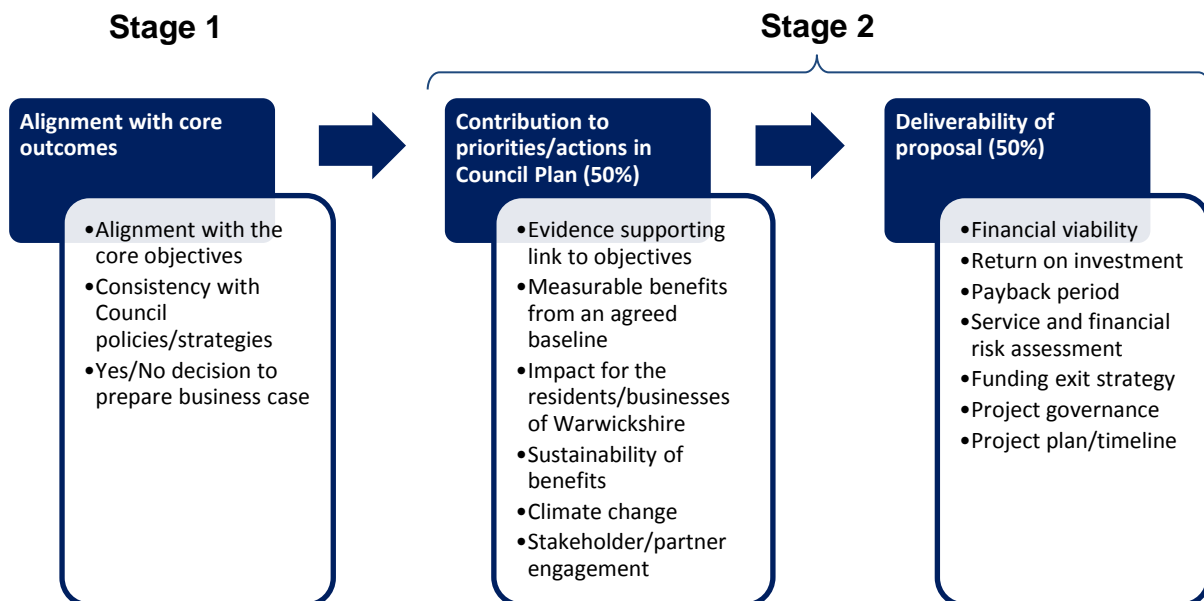 Stage 1
Stage 2
Alignment with core
outcomes
•Alignment with the
core objectives
•Consistency with
Council
policies/strategies
•Yes/No decision to
prepare business case
Contribution to
priorities/actions in
Council Plan (50%)
•Evidence supporting
link to objectives
•Measurable benefits
from an agreed
baseline
•Impact for the
residents/businesses
of Warwickshire
•Sustainability of
benefits
•Climate change
•Stakeholder/partner
engagement
Deliverability of
proposal (50%)
•Financial viability
•Return on investment
•Payback period
•Service and financial
risk assessment
•Funding exit strategy
•Project governance
•Project plan/timeline